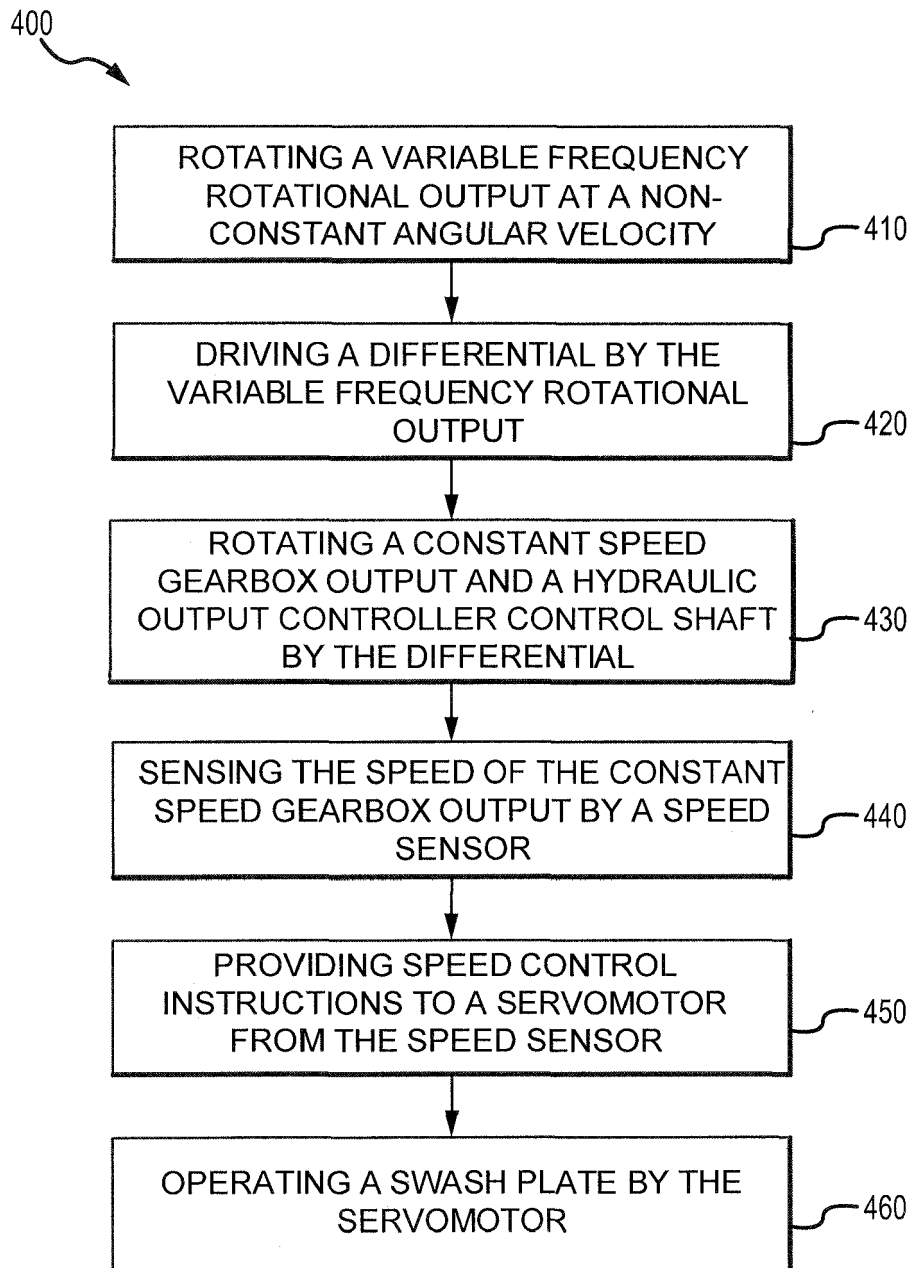 400
ROTATING A VARIABLE FREQUENCY
ROTATIONAL OUTPUT AT A NON-
CONSTANT ANGULAR VELOCITY
410
DRIVING A DIFFERENTIAL BY THE
VARIABLE FREQUENCY ROTATIONAL
OUTPUT
420
ROTATING A CONSTANT SPEED
GEARBOX OUTPUT AND A HYDRAULIC
OUTPUT CONTROLLER CONTROL SHAFT
BY THE DIFFERENTIAL
430
SENSING THE SPEED OF THE CONSTANT
SPEED GEARBOX OUTPUT BY A SPEED
SENSOR
440
PROVIDING SPEED CONTROL
INSTRUCTIONS TO A SERVOMOTOR
FROM THE SPEED SENSOR
450
OPERATING A SWASH PLATE BY THE
SERVOMOTOR
460